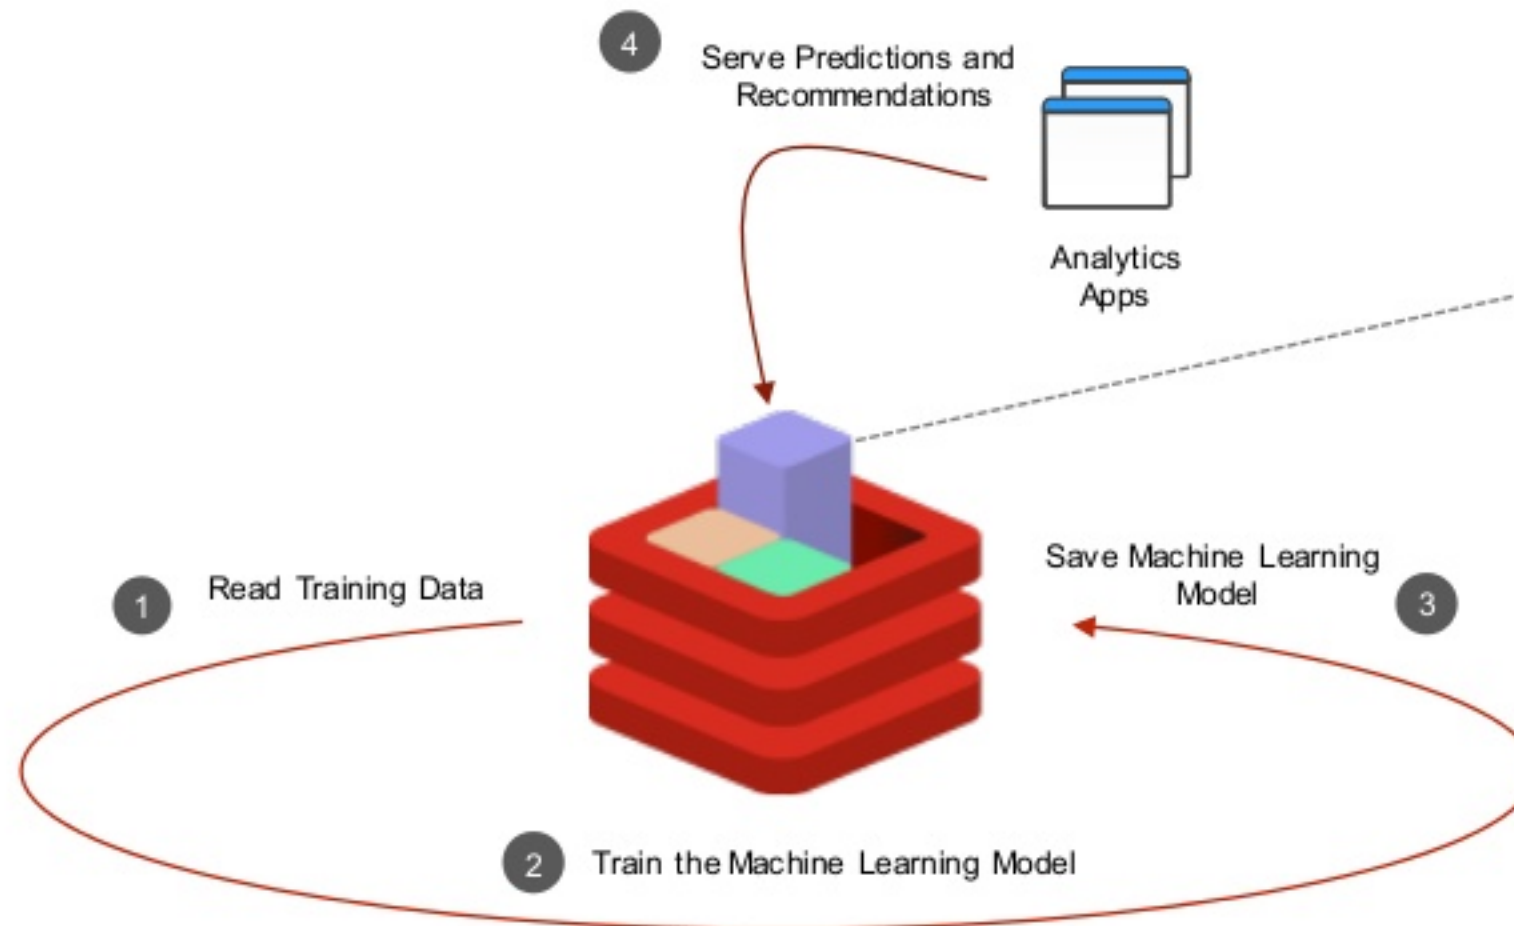 4
Serve Predictions and
Recommendations
Analytics
Apps
1
Read Training Data
Save Machine Learning
Model
3
2
Train the Machine Learning Model